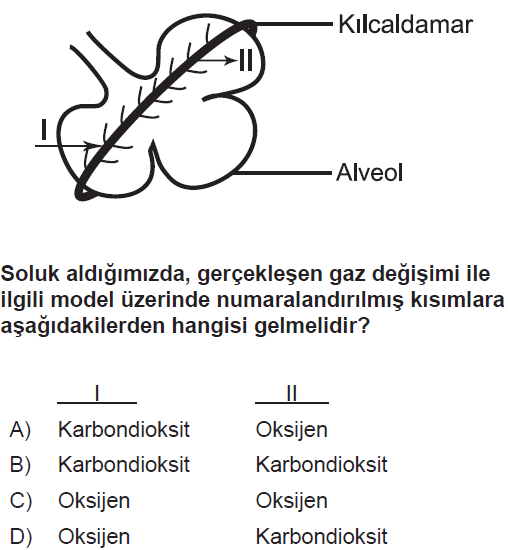 Kılcaldamar
II
I
Alveol
Soluk aldığımızda, gerçekleşen gaz değişimi ile
ilgili model üzerinde numaralandırılmış kısımlara
aşağıdakilerden hangisi gelmelidir?
I II
A) Karbondioksit Oksijen
B) Karbondioksit Karbondioksit
C) Oksijen Oksijen
D) Oksijen Karbondioksit